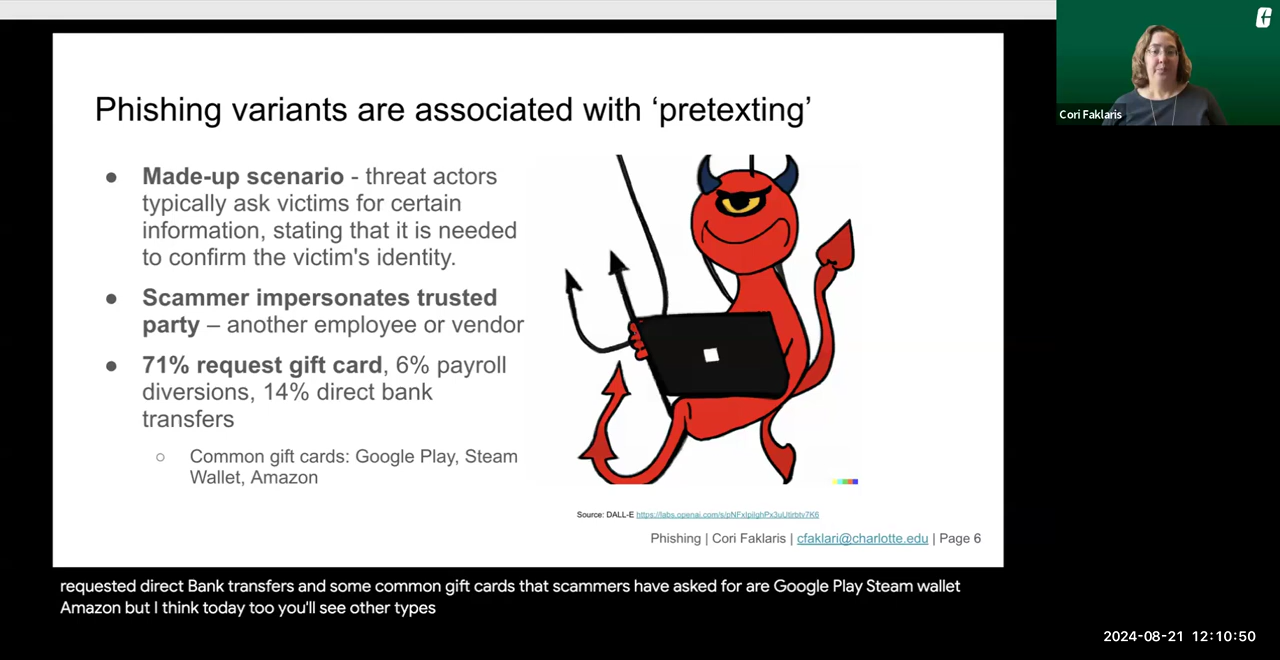 Phishing variants are associated with ‘pretexting’
● Made-up scenario - threat actors
typically ask victims for certain
information, stating that it is needed
to confirm the victim's identity.
● Scammer impersonates trusted
party – another employee or vendor
● 71% request gift card, 6% payroll
diversions, 14% direct bank
transfers
○ Common gift cards: Google Play, Steam
Wallet, Amazon
Source: DALL-E
Phishing | Cori Faklaris | cfaklari@charlotte.edu | Page 6
Cori Faklaris
requested direct Bank transfers and some common gift cards that scammers have asked for are Google Play Steam wallet
Amazon but I think today too you'll see other types
2024-08-21 12:10:50